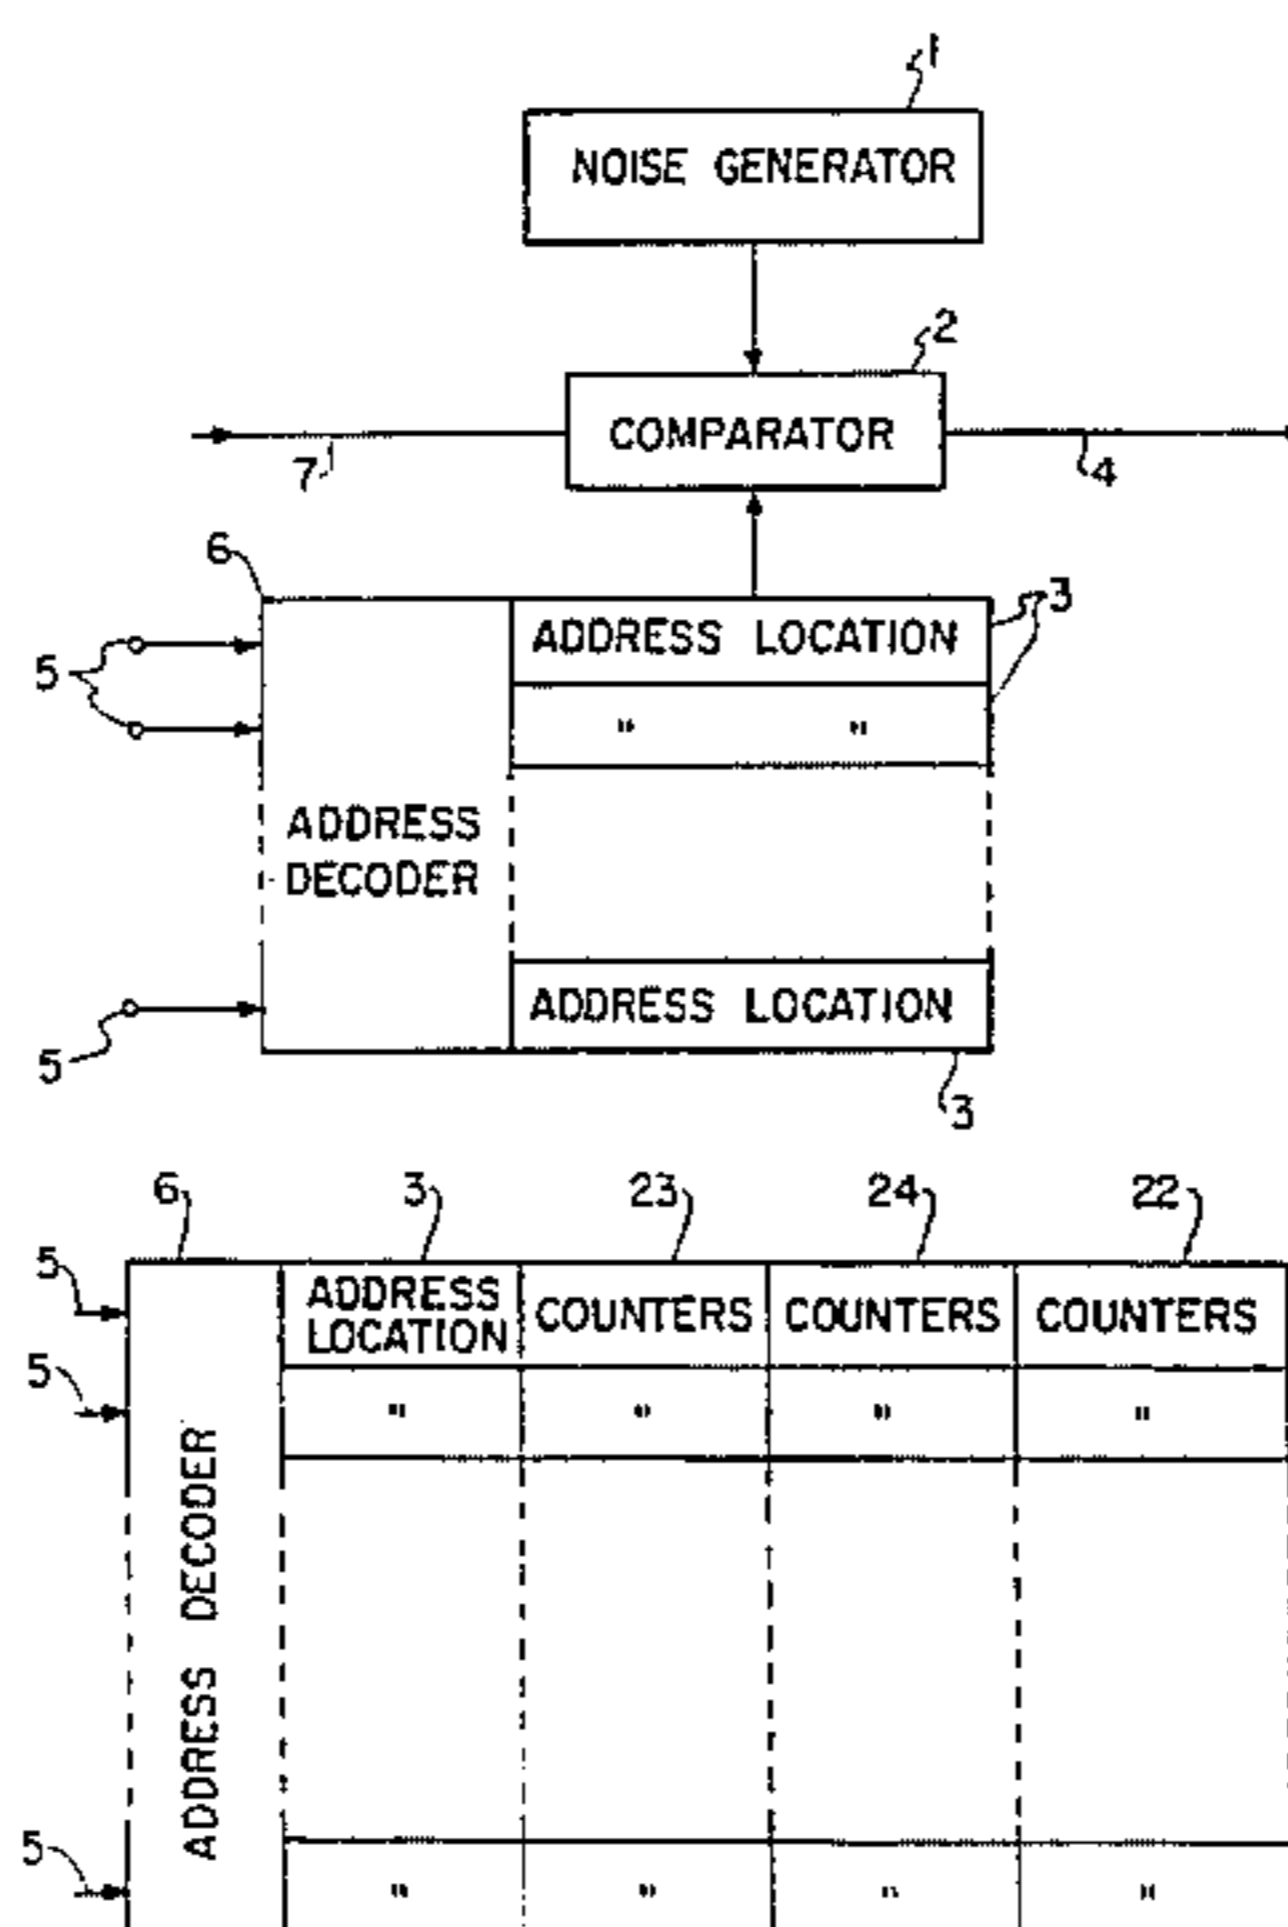 1
NOISE GENERATOR
2
COMPARATOR
7
4
6
ADDRESS LOCATION
3
5
" "
ADDRESS
DECODER
ADDRESS LOCATION
5
3
6 3 23 24 22
5
ADDRESS
LOCATION
COUNTERS COUNTERS COUNTERS
5
" " " "
ADDRESS DECODER
5
" " " "